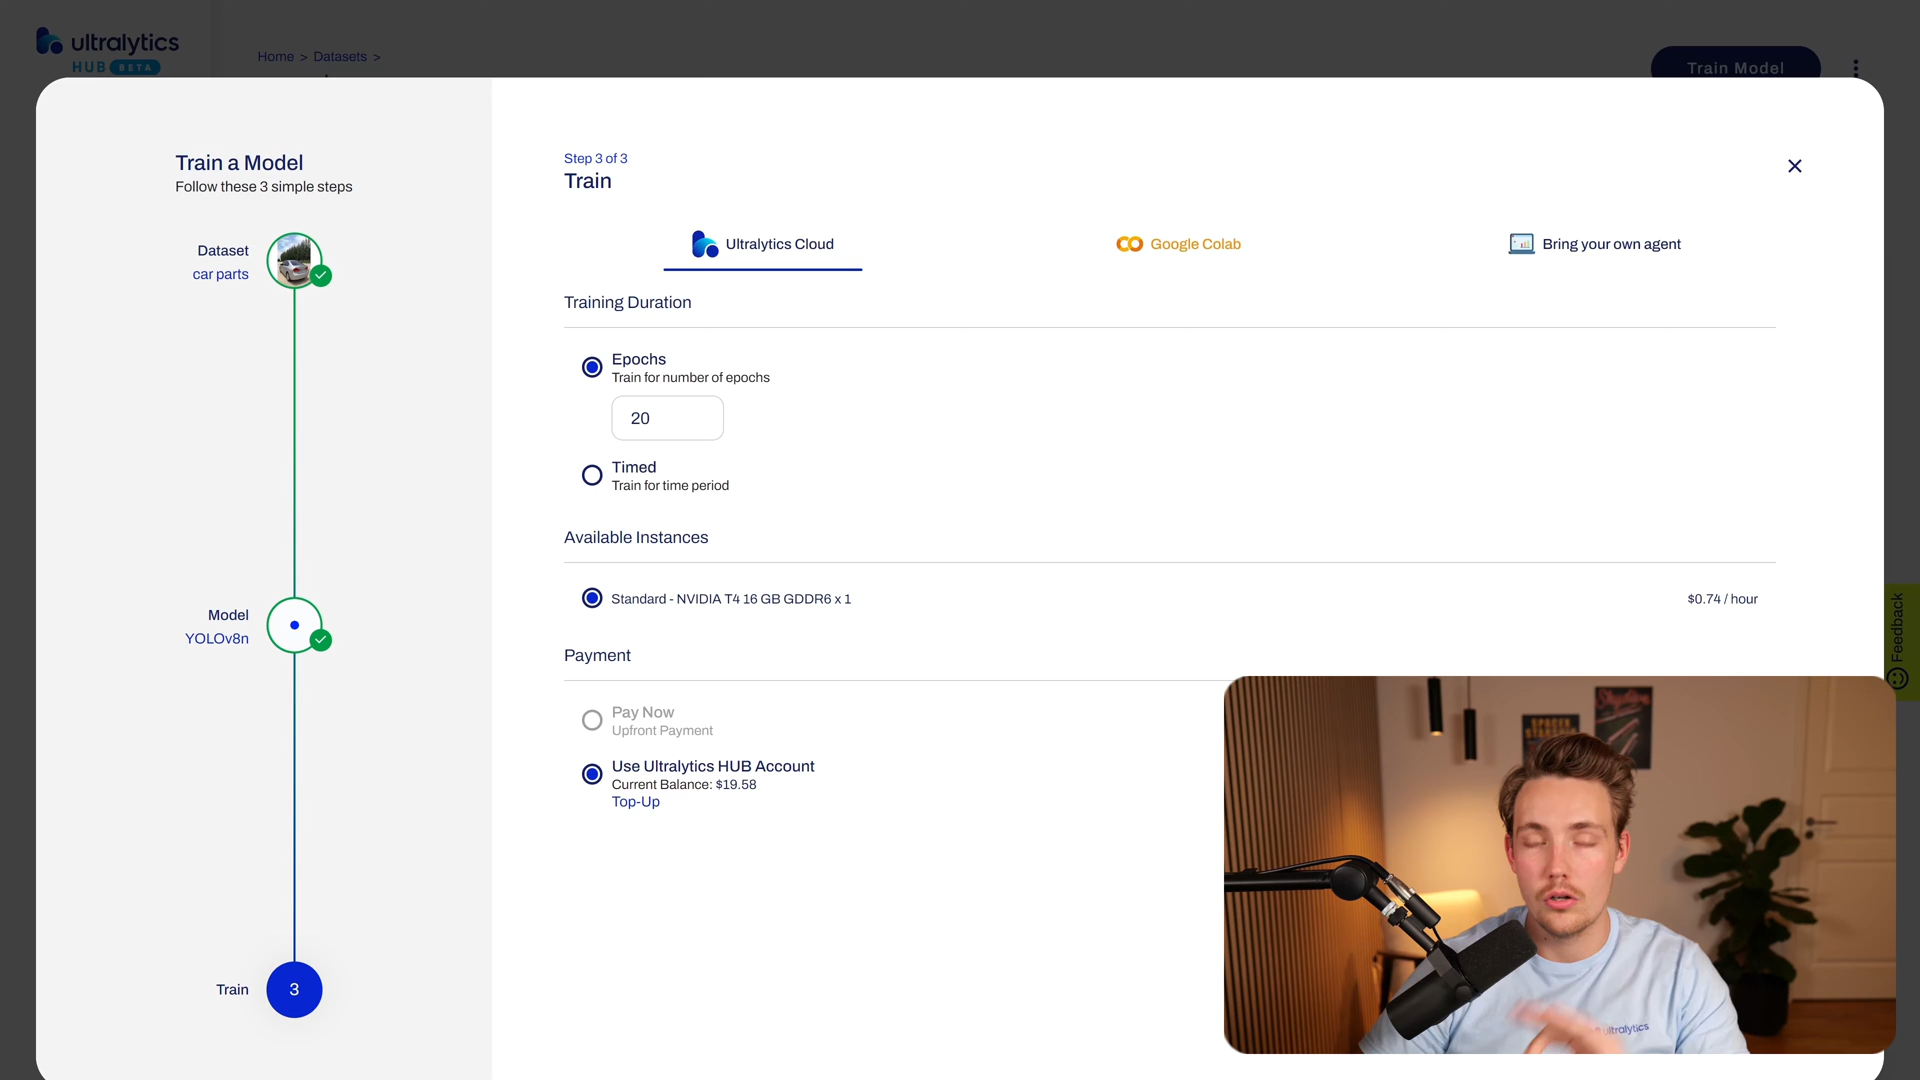 ultralytics
HUB BETA
Home > Datasets >
Train Model
Train a Model
Follow these 3 simple steps
Dataset
car parts
Model
YOLOv8n
Train
3
Step 3 of 3
Train
Ultralytics Cloud
Google Colab
Bring your own agent
Training Duration
Epochs
Train for number of epochs
20
Timed
Train for time period
Available Instances
Standard - NVIDIA T4 16 GB GDDR6 x 1
$0.74 / hour
Payment
Pay Now
Upfront Payment
Use Ultralytics HUB Account
Current Balance: $19.58
Top-Up
Feedback
ultralytics